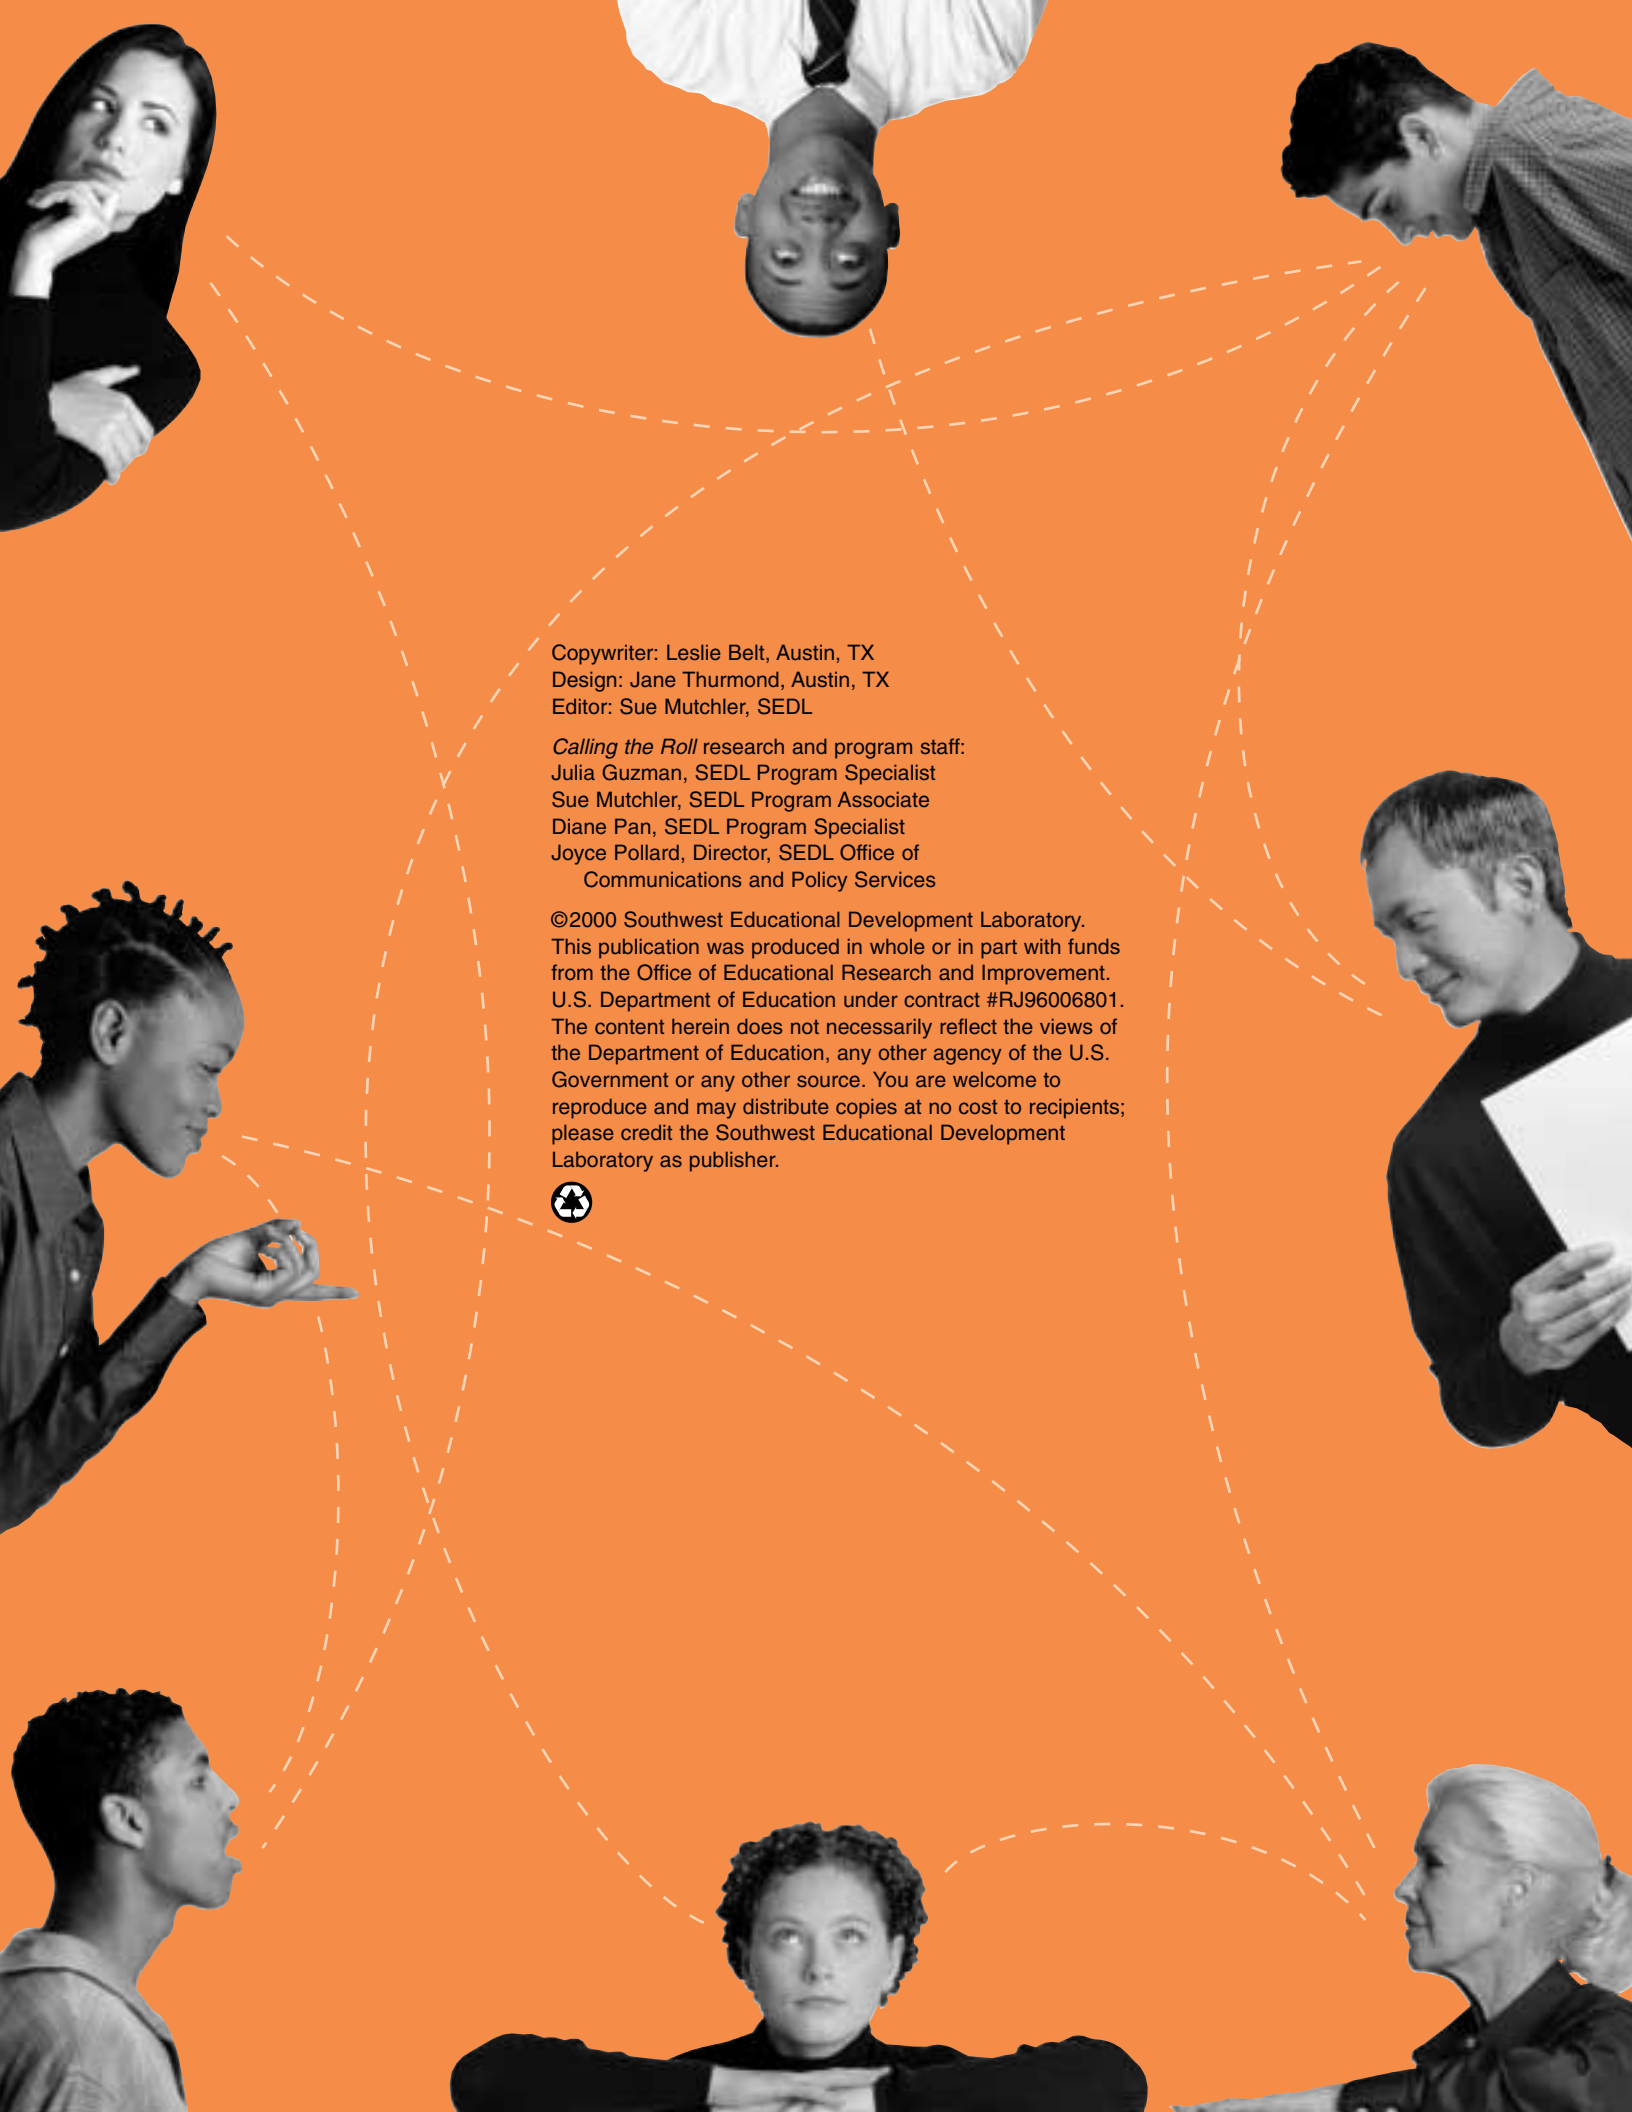 Copywriter: Leslie Belt, Austin, TX
Design: Jane Thurmond, Austin, TX
Editor: Sue Mutchler, SEDL
Calling the Roll research and program staff:
Julia Guzman, SEDL Program Specialist
Sue Mutchler, SEDL Program Associate
Diane Pan, SEDL Program Specialist
Joyce Pollard, Director, SEDL Office of
Communications and Policy Services
©2000 Southwest Educational Development Laboratory.
This publication was produced in whole or in part with funds
from the Office of Educational Research and Improvement.
U.S. Department of Education under contract #RJ96006801.
The content herein does not necessarily reflect the views of
the Department of Education, any other agency of the U.S.
Government or any other source. You are welcome to
reproduce and may distribute copies at no cost to recipients;
please credit the Southwest Educational Development
Laboratory as publisher.